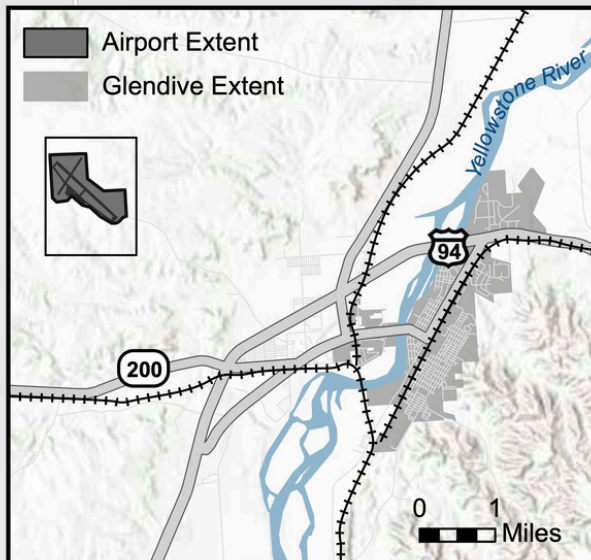 Airport Extent
Glendive Extent
Yellowstone River
94
200
0 1
Miles